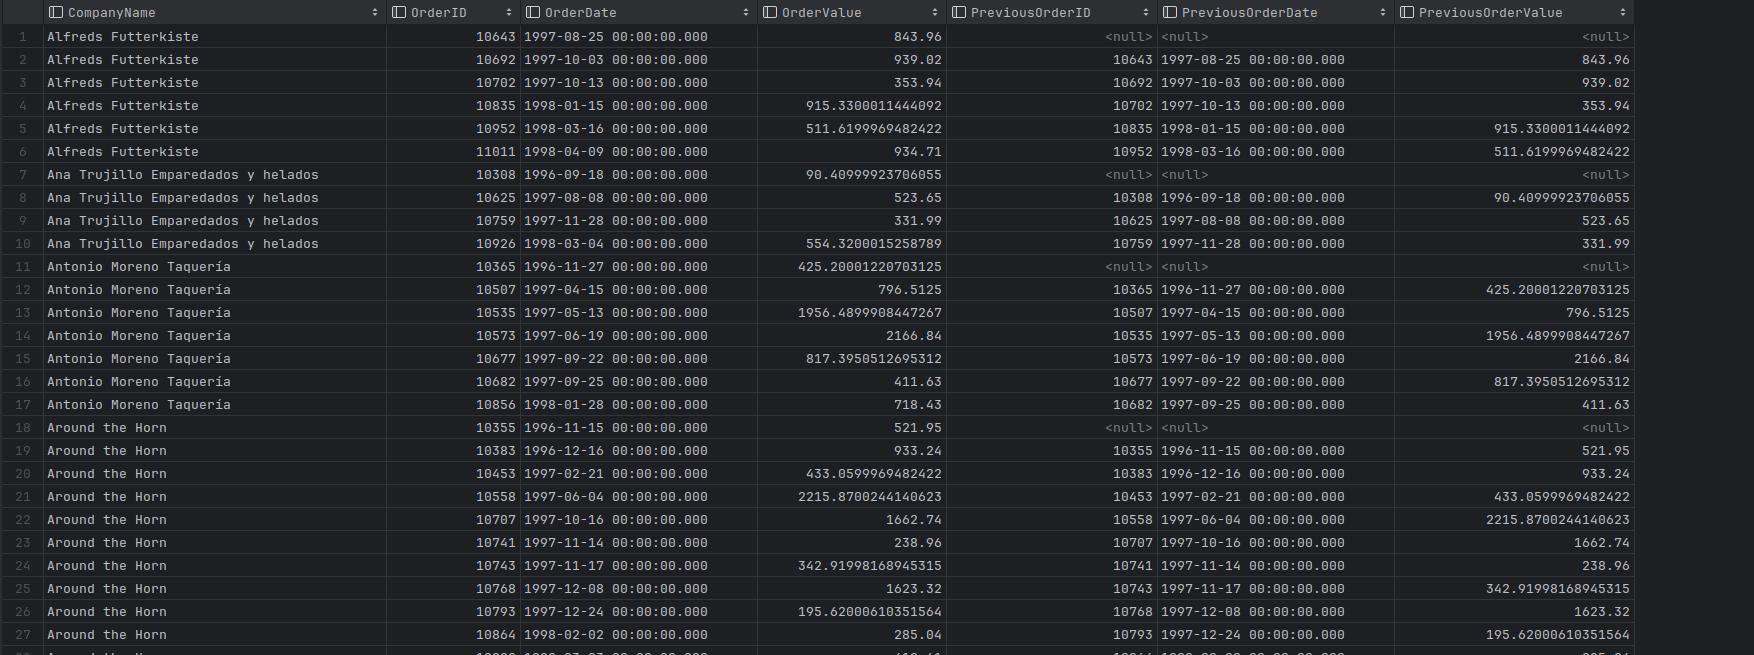 CompanyName OrderID OrderDate OrderValue PreviousOrderID PreviousOrderDate PreviousOrderValue
1 Alfreds Futterkiste 10643 1997-08-25 00:00:00.000 843.96 <null> <null> <null>
2 Alfreds Futterkiste 10692 1997-10-03 00:00:00.000 939.02 10643 1997-08-25 00:00:00.000 843.96
3 Alfreds Futterkiste 10702 1997-10-13 00:00:00.000 353.94 10692 1997-10-03 00:00:00.000 939.02
4 Alfreds Futterkiste 10835 1998-01-15 00:00:00.000 915.3300011444092 10702 1997-10-13 00:00:00.000 353.94
5 Alfreds Futterkiste 10952 1998-03-16 00:00:00.000 511.6199969482422 10835 1998-01-15 00:00:00.000 915.3300011444092
6 Alfreds Futterkiste 11011 1998-04-09 00:00:00.000 934.71 10952 1998-03-16 00:00:00.000 511.6199969482422
7 Ana Trujillo Emparedados y helados 10308 1996-09-18 00:00:00.000 90.40999923706055 <null> <null> <null>
8 Ana Trujillo Emparedados y helados 10625 1997-08-08 00:00:00.000 523.65 10308 1996-09-18 00:00:00.000 90.40999923706055
9 Ana Trujillo Emparedados y helados 10759 1997-11-28 00:00:00.000 331.99 10625 1997-08-08 00:00:00.000 523.65
10 Ana Trujillo Emparedados y helados 10926 1998-03-04 00:00:00.000 554.3200015258789 10759 1997-11-28 00:00:00.000 331.99
11 Antonio Moreno Taquería 10365 1996-11-27 00:00:00.000 425.20001220703125 <null> <null> <null>
12 Antonio Moreno Taquería 10507 1997-04-15 00:00:00.000 796.5125 10365 1996-11-27 00:00:00.000 425.20001220703125
13 Antonio Moreno Taquería 10535 1997-05-13 00:00:00.000 1956.4899908447267 10507 1997-04-15 00:00:00.000 796.5125
14 Antonio Moreno Taquería 10573 1997-06-19 00:00:00.000 2166.84 10535 1997-05-13 00:00:00.000 1956.4899908447267
15 Antonio Moreno Taquería 10677 1997-09-22 00:00:00.000 817.3950512695312 10573 1997-06-19 00:00:00.000 2166.84
16 Antonio Moreno Taquería 10682 1997-09-25 00:00:00.000 411.63 10677 1997-09-22 00:00:00.000 817.3950512695312
17 Antonio Moreno Taquería 10856 1998-01-28 00:00:00.000 718.43 10682 1997-09-25 00:00:00.000 411.63
18 Around the Horn 10355 1996-11-15 00:00:00.000 521.95 <null> <null> <null>
19 Around the Horn 10383 1996-12-16 00:00:00.000 933.24 10355 1996-11-15 00:00:00.000 521.95
20 Around the Horn 10453 1997-02-21 00:00:00.000 433.0599969482422 10383 1996-12-16 00:00:00.000 933.24
21 Around the Horn 10558 1997-06-04 00:00:00.000 2215.8700244140623 10453 1997-02-21 00:00:00.000 433.0599969482422
22 Around the Horn 10707 1997-10-16 00:00:00.000 1662.74 10558 1997-06-04 00:00:00.000 2215.8700244140623
23 Around the Horn 10741 1997-11-14 00:00:00.000 238.96 10707 1997-10-16 00:00:00.000 1662.74
24 Around the Horn 10743 1997-11-17 00:00:00.000 342.91998168945315 10741 1997-11-14 00:00:00.000 238.96
25 Around the Horn 10768 1997-12-08 00:00:00.000 1623.32 10743 1997-11-17 00:00:00.000 342.91998168945315
26 Around the Horn 10793 1997-12-24 00:00:00.000 195.62000610351564 10768 1997-12-08 00:00:00.000 1623.32
27 Around the Horn 10864 1998-02-02 00:00:00.000 285.04 10793 1997-12-24 00:00:00.000 195.62000610351564